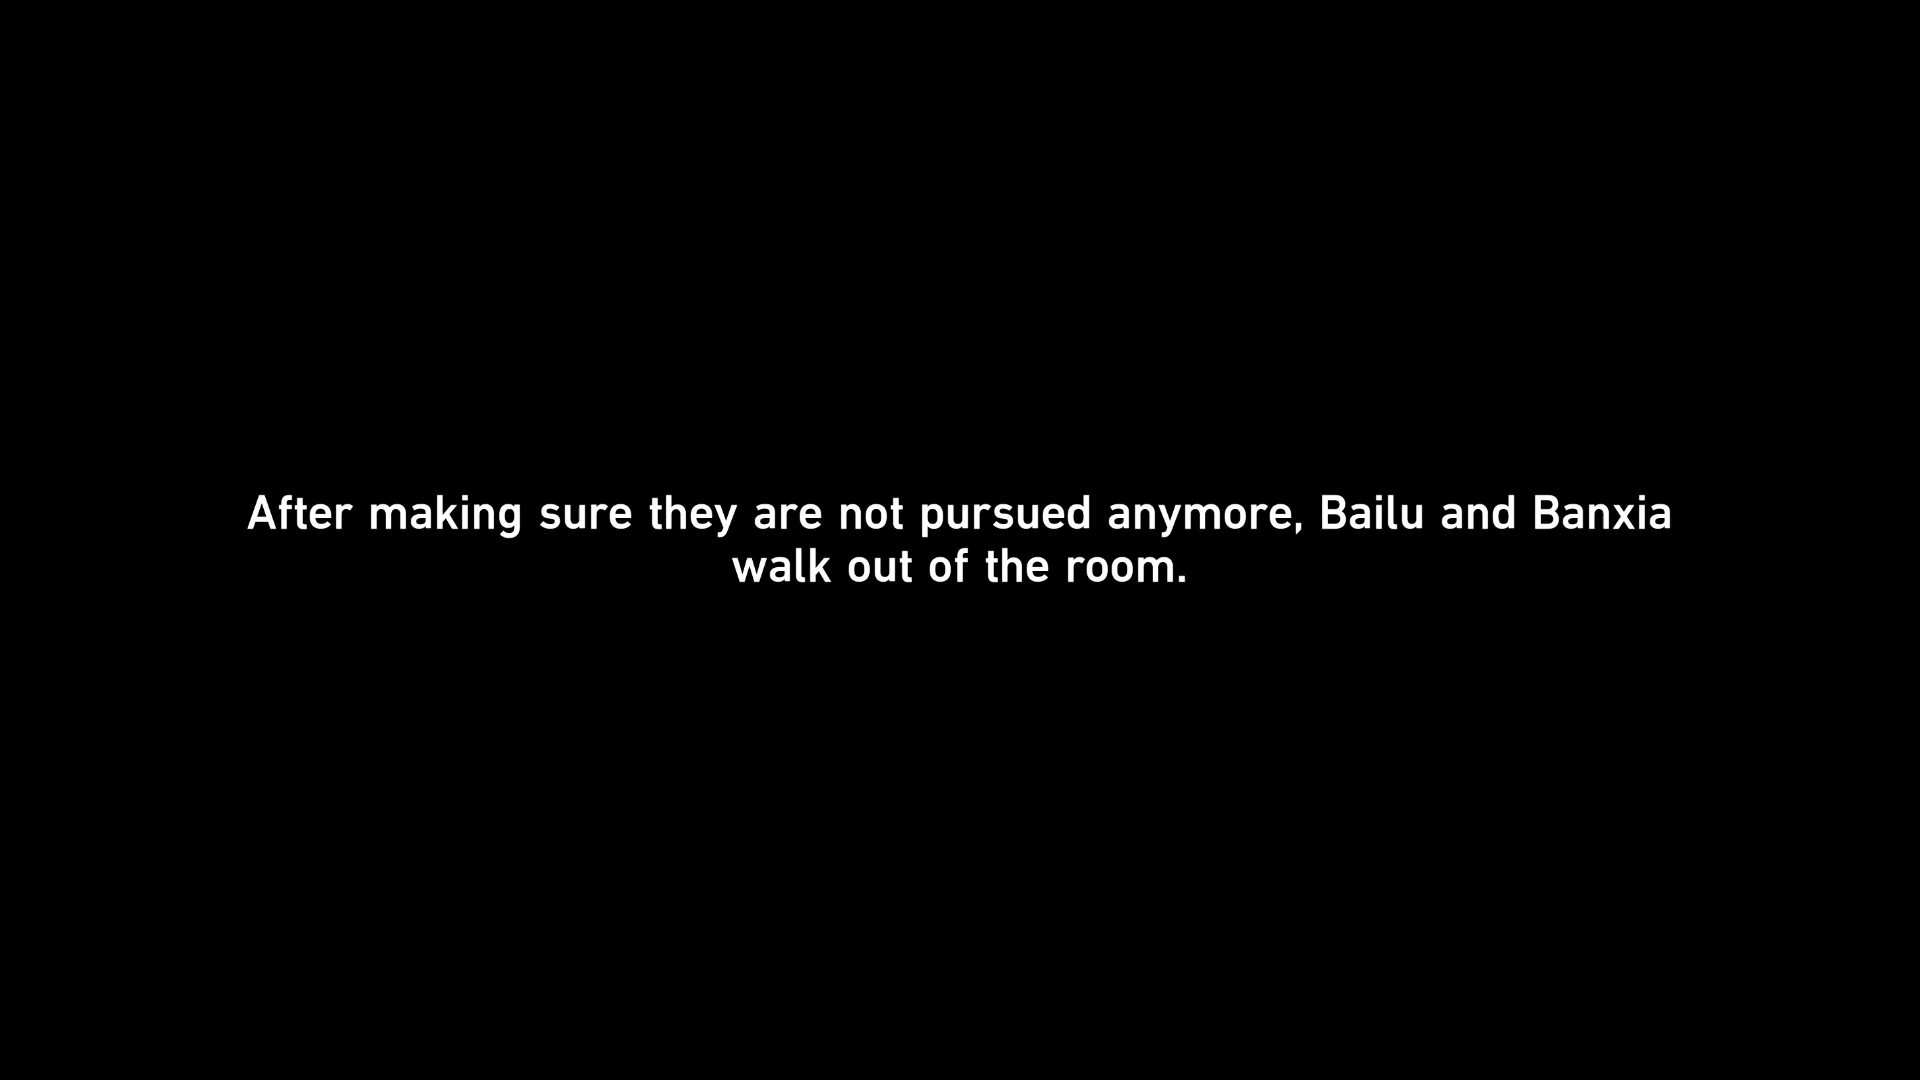 After making sure they are not pursued anymore, Bailu and Banxia
walk out of the room.